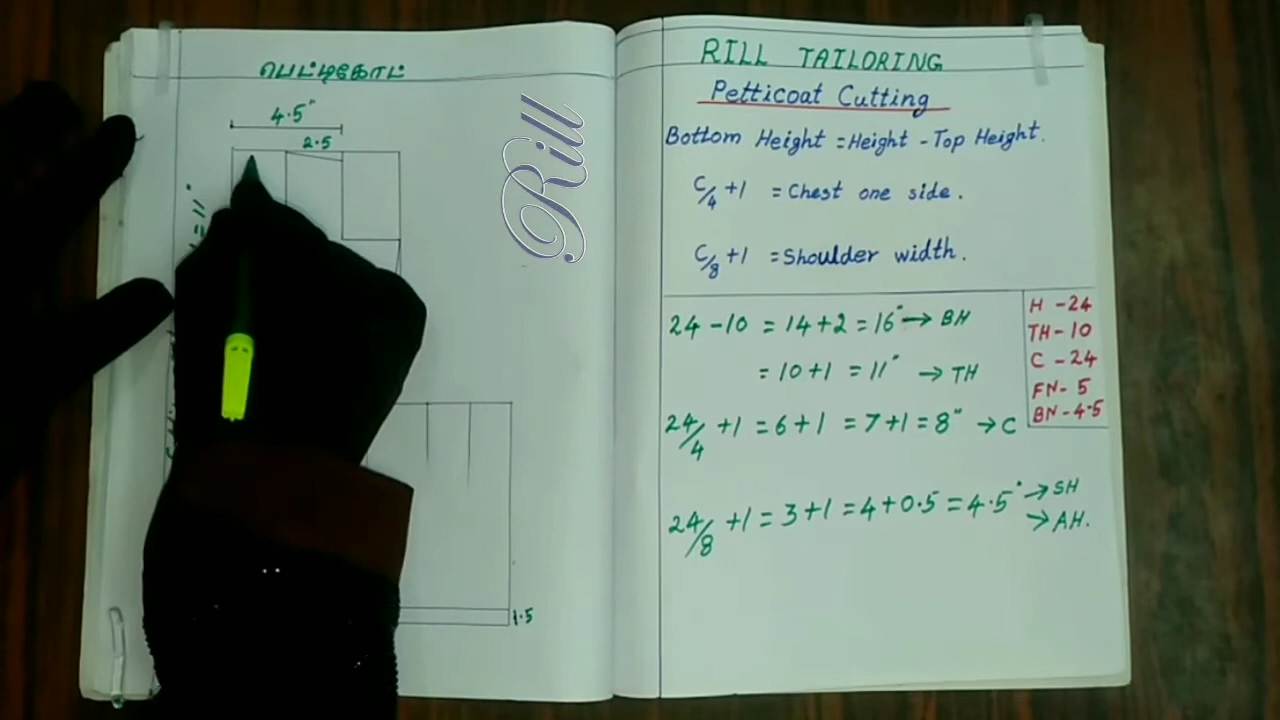 பெட்டிகோட்
4.5"
2.5
= 11"
1.5
Rill
RILL TAILORING
Petticoat Cutting
Bottom Height = Height - Top Height.
C/4 +1 = Chest one side.
C/8 +1 = Shoulder width.
24 - 10 = 14 + 2 = 16" → BH
= 10 + 1 = 11" → TH
24/4 + 1 = 6 + 1 = 7 + 1 = 8" → C
24/8 + 1 = 3 + 1 = 4 + 0.5 = 4.5" → SH
→ AH.
H - 24
TH - 10
C - 24
FN - 5
BN - 4.5